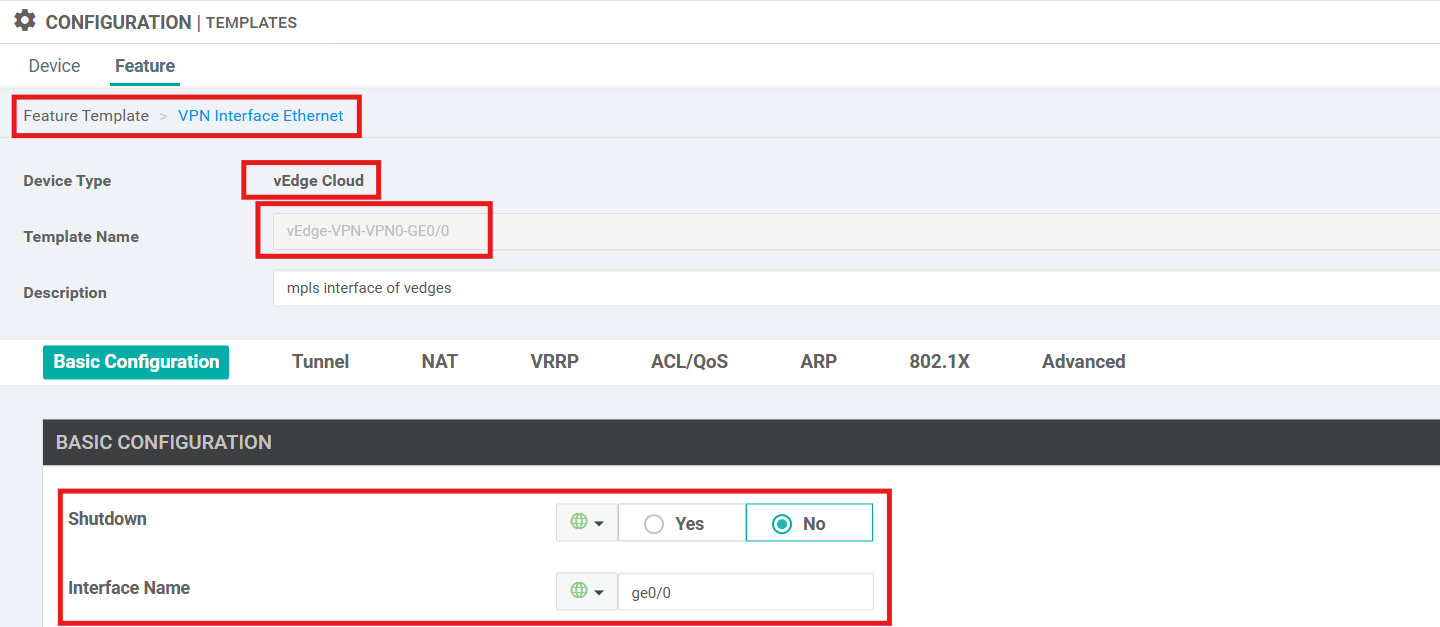 CONFIGURATION | TEMPLATES
Device Feature
Feature Template > VPN Interface Ethernet
Device Type vEdge Cloud
Template Name vEdge-VPN-VPN0-GE0/0
Description mpls interface of vedges
Basic Configuration Tunnel NAT VRRP ACL/QoS ARP 802.1X Advanced
BASIC CONFIGURATION
Shutdown Yes No
Interface Name ge0/0